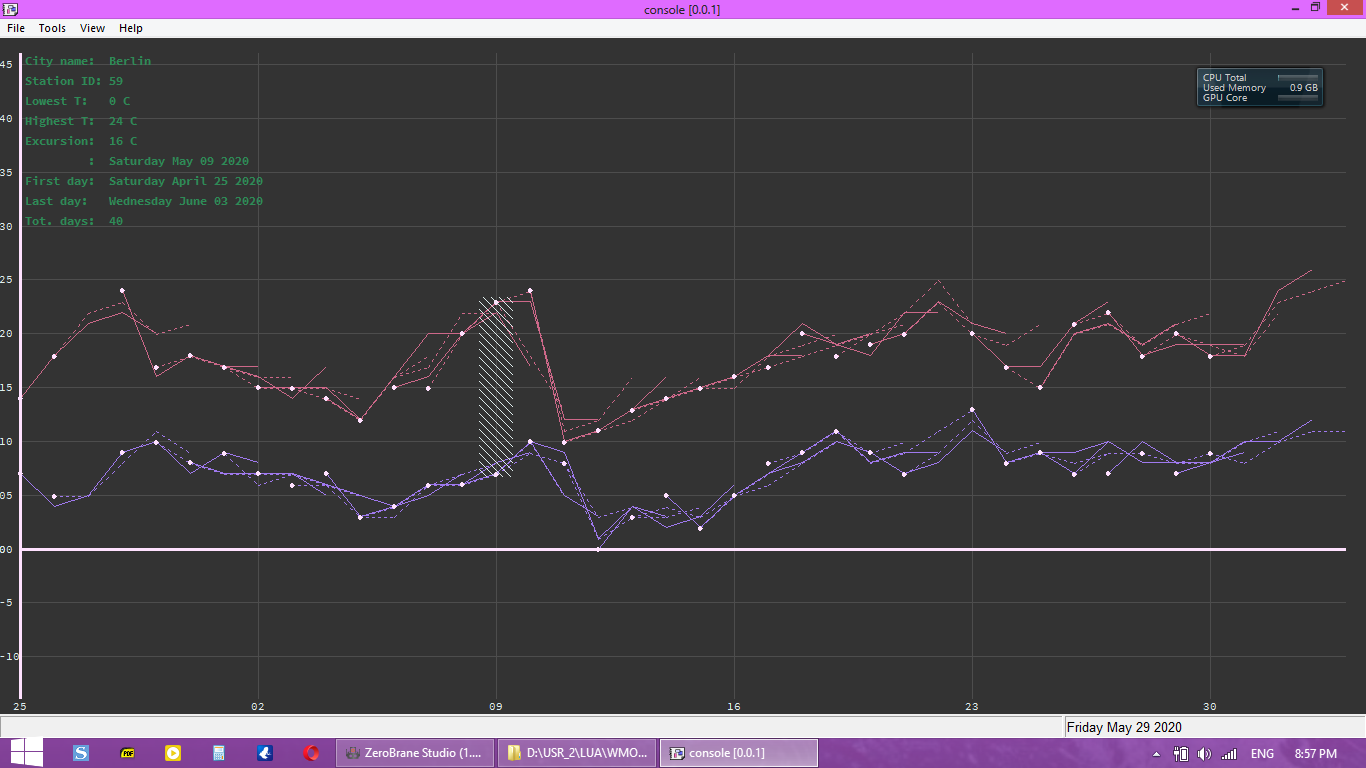 console [0.0.1]
File Tools View Help
City name: Berlin
Station ID: 59
Lowest T: 0 C
Highest T: 24 C
Excursion: 16 C
: Saturday May 09 2020
First day: Saturday April 25 2020
Last day: Wednesday June 03 2020
Tot. days: 40
CPU Total
Used Memory 0.9 GB
GPU Core
45
40
35
30
25
20
15
10
05
00
-5
-10
25 02 09 16 23 30
Friday May 29 2020
S PDF ZeroBrane Studio (1.... D:\USR_2\LUA\WMO... console [0.0.1] ENG 8:57 PM